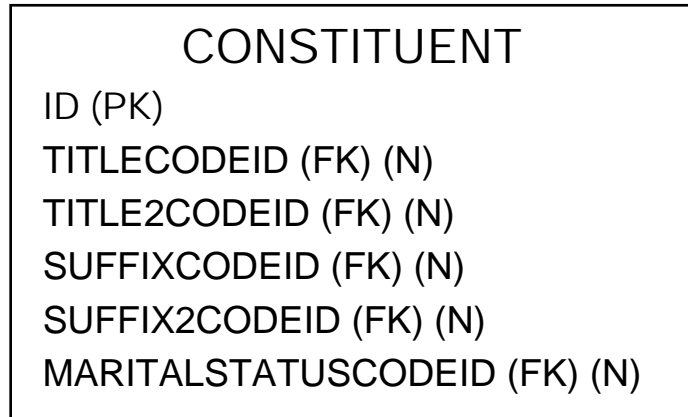 CONSTITUENT
ID (PK)
TITLECODEID (FK) (N)
TITLE2CODEID (FK) (N)
SUFFIXCODEID (FK) (N)
SUFFIX2CODEID (FK) (N)
MARITALSTATUSCODEID (FK) (N)